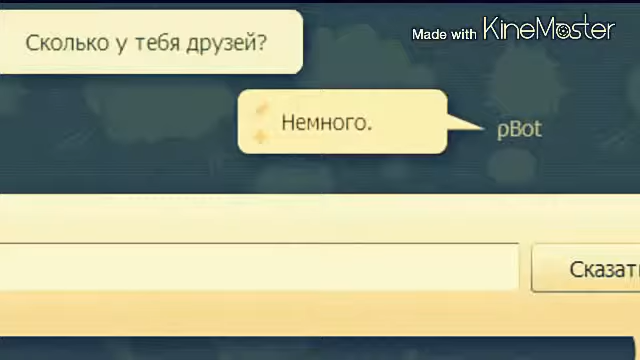 Made with KineMaster
Сколько у тебя друзей?
Немного.
pBot
Сказать